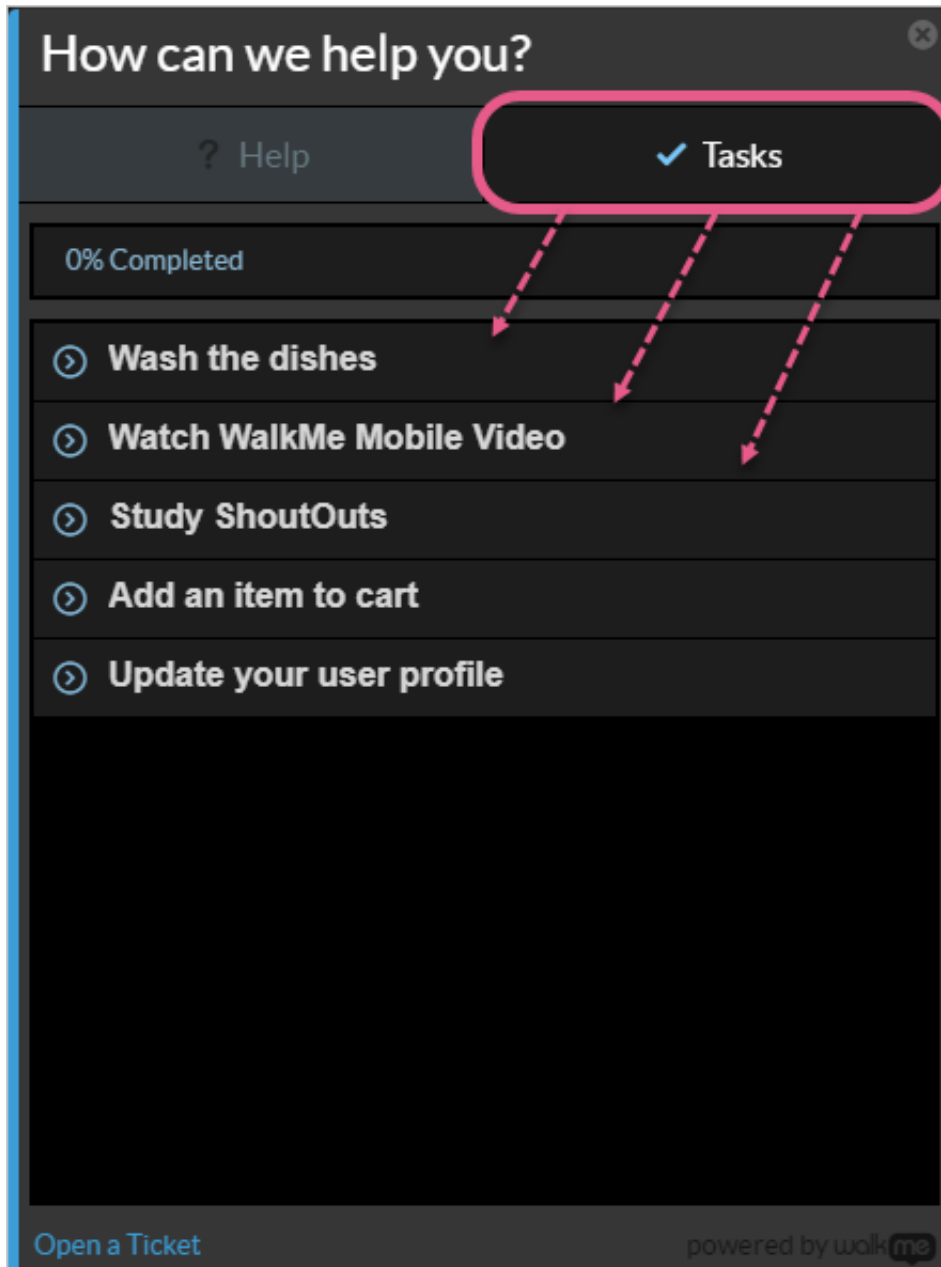 How can we help you?
? Help
Tasks
0% Completed
Wash the dishes
Watch WalkMe Mobile Video
Study ShoutOuts
Add an item to cart
Update your user profile
Open a Ticket
powered by walkme